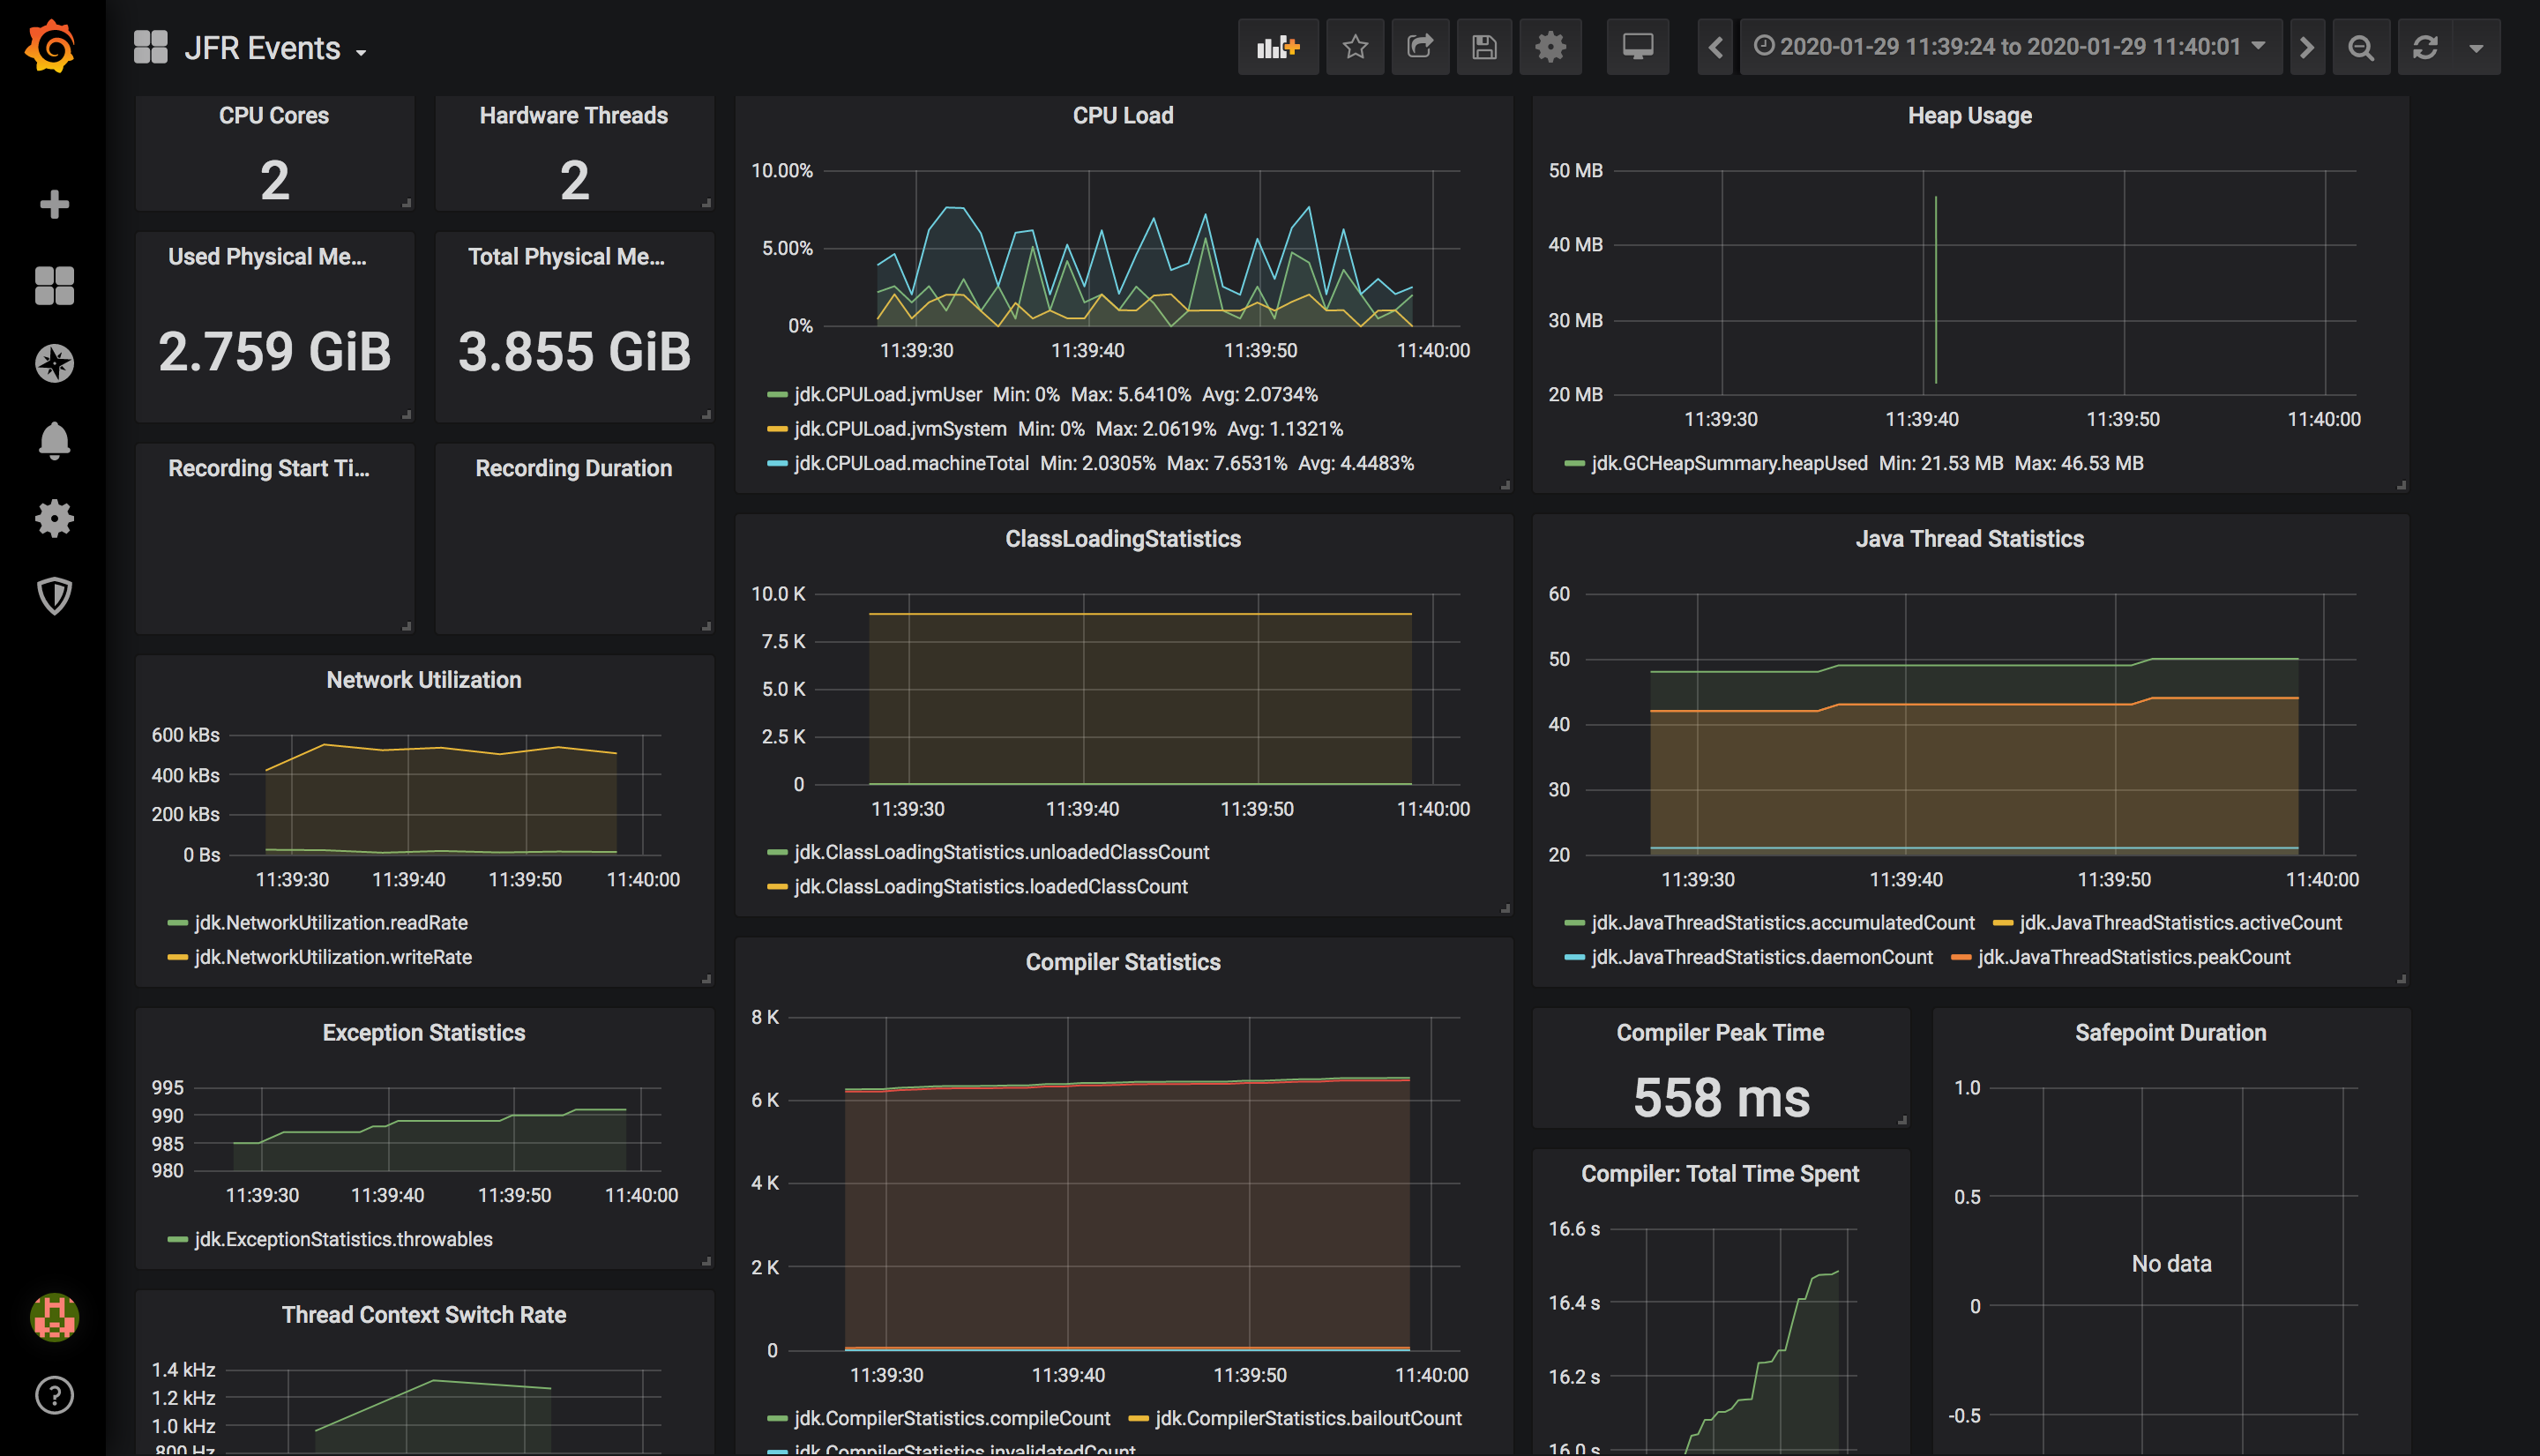 JFR Events
2020-01-29 11:39:24 to 2020-01-29 11:40:01
CPU Cores
2
Hardware Threads
2
Used Physical Me...
2.759 GiB
Total Physical Me...
3.855 GiB
Recording Start Ti...
Recording Duration
CPU Load
10.00%
5.00%
0%
11:39:30 11:39:40 11:39:50 11:40:00
jdk.CPULoad.jvmUser Min: 0% Max: 5.6410% Avg: 2.0734%
jdk.CPULoad.jvmSystem Min: 0% Max: 2.0619% Avg: 1.1321%
jdk.CPULoad.machineTotal Min: 2.0305% Max: 7.6531% Avg: 4.4483%
Heap Usage
50 MB
40 MB
30 MB
20 MB
11:39:30 11:39:40 11:39:50 11:40:00
jdk.GCHeapSummary.heapUsed Min: 21.53 MB Max: 46.53 MB
Network Utilization
600 kBs
400 kBs
200 kBs
0 Bs
11:39:30 11:39:40 11:39:50 11:40:00
jdk.NetworkUtilization.readRate
jdk.NetworkUtilization.writeRate
ClassLoadingStatistics
10.0 K
7.5 K
5.0 K
2.5 K
0
11:39:30 11:39:40 11:39:50 11:40:00
jdk.ClassLoadingStatistics.unloadedClassCount
jdk.ClassLoadingStatistics.loadedClassCount
Java Thread Statistics
60
50
40
30
20
11:39:30 11:39:40 11:39:50 11:40:00
jdk.JavaThreadStatistics.accumulatedCount jdk.JavaThreadStatistics.activeCount
jdk.JavaThreadStatistics.daemonCount jdk.JavaThreadStatistics.peakCount
Exception Statistics
995
990
985
980
11:39:30 11:39:40 11:39:50 11:40:00
jdk.ExceptionStatistics.throwables
Thread Context Switch Rate
1.4 kHz
1.2 kHz
1.0 kHz
800 Hz
Compiler Statistics
8 K
6 K
4 K
2 K
0
11:39:30 11:39:40 11:39:50 11:40:00
jdk.CompilerStatistics.compileCount jdk.CompilerStatistics.bailoutCount
jdk.CompilerStatistics.invalidatedCount
Compiler Peak Time
558 ms
Compiler: Total Time Spent
16.6 s
16.4 s
16.2 s
16.0 s
Safepoint Duration
1.0
0.5
0
-0.5
No data